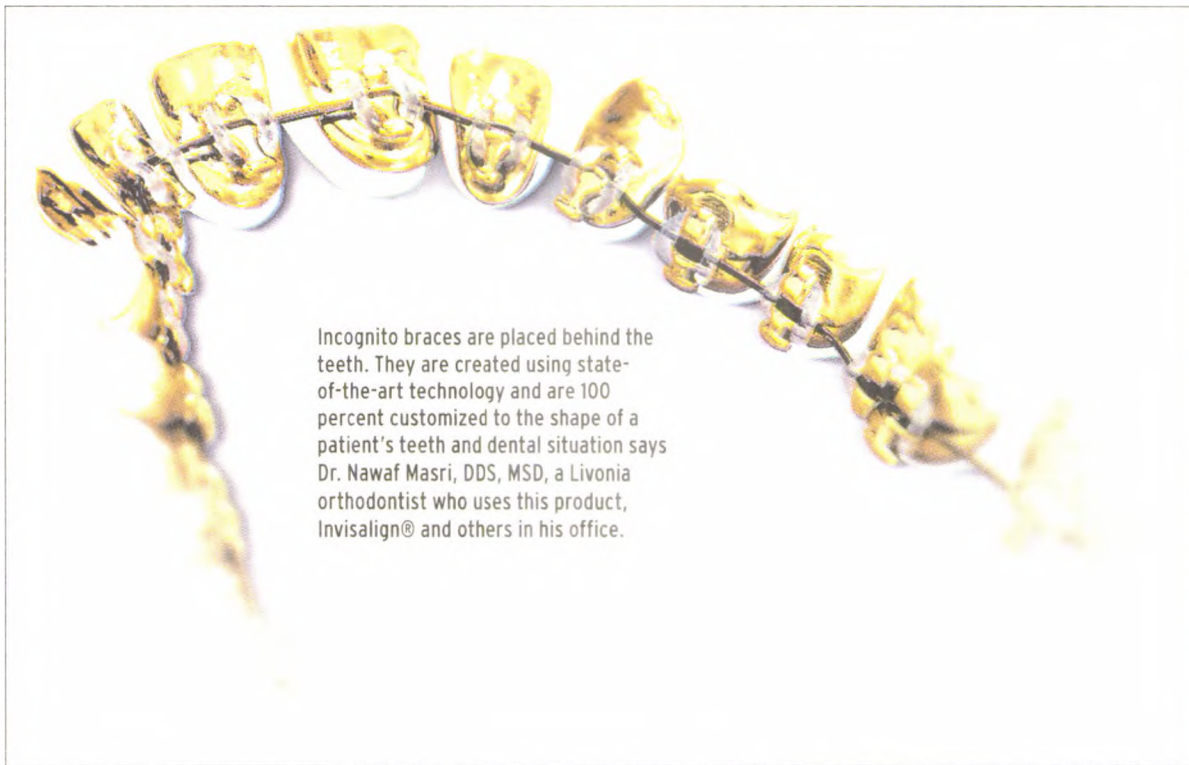 Incognito braces are placed behind the
teeth. They are created using state-
of-the-art technology and are 100
percent customized to the shape of a
patient's teeth and dental situation says
Dr. Nawaf Masri, DDS, MSD, a Livonia
orthodontist who uses this product,
Invisalign® and others in his office.